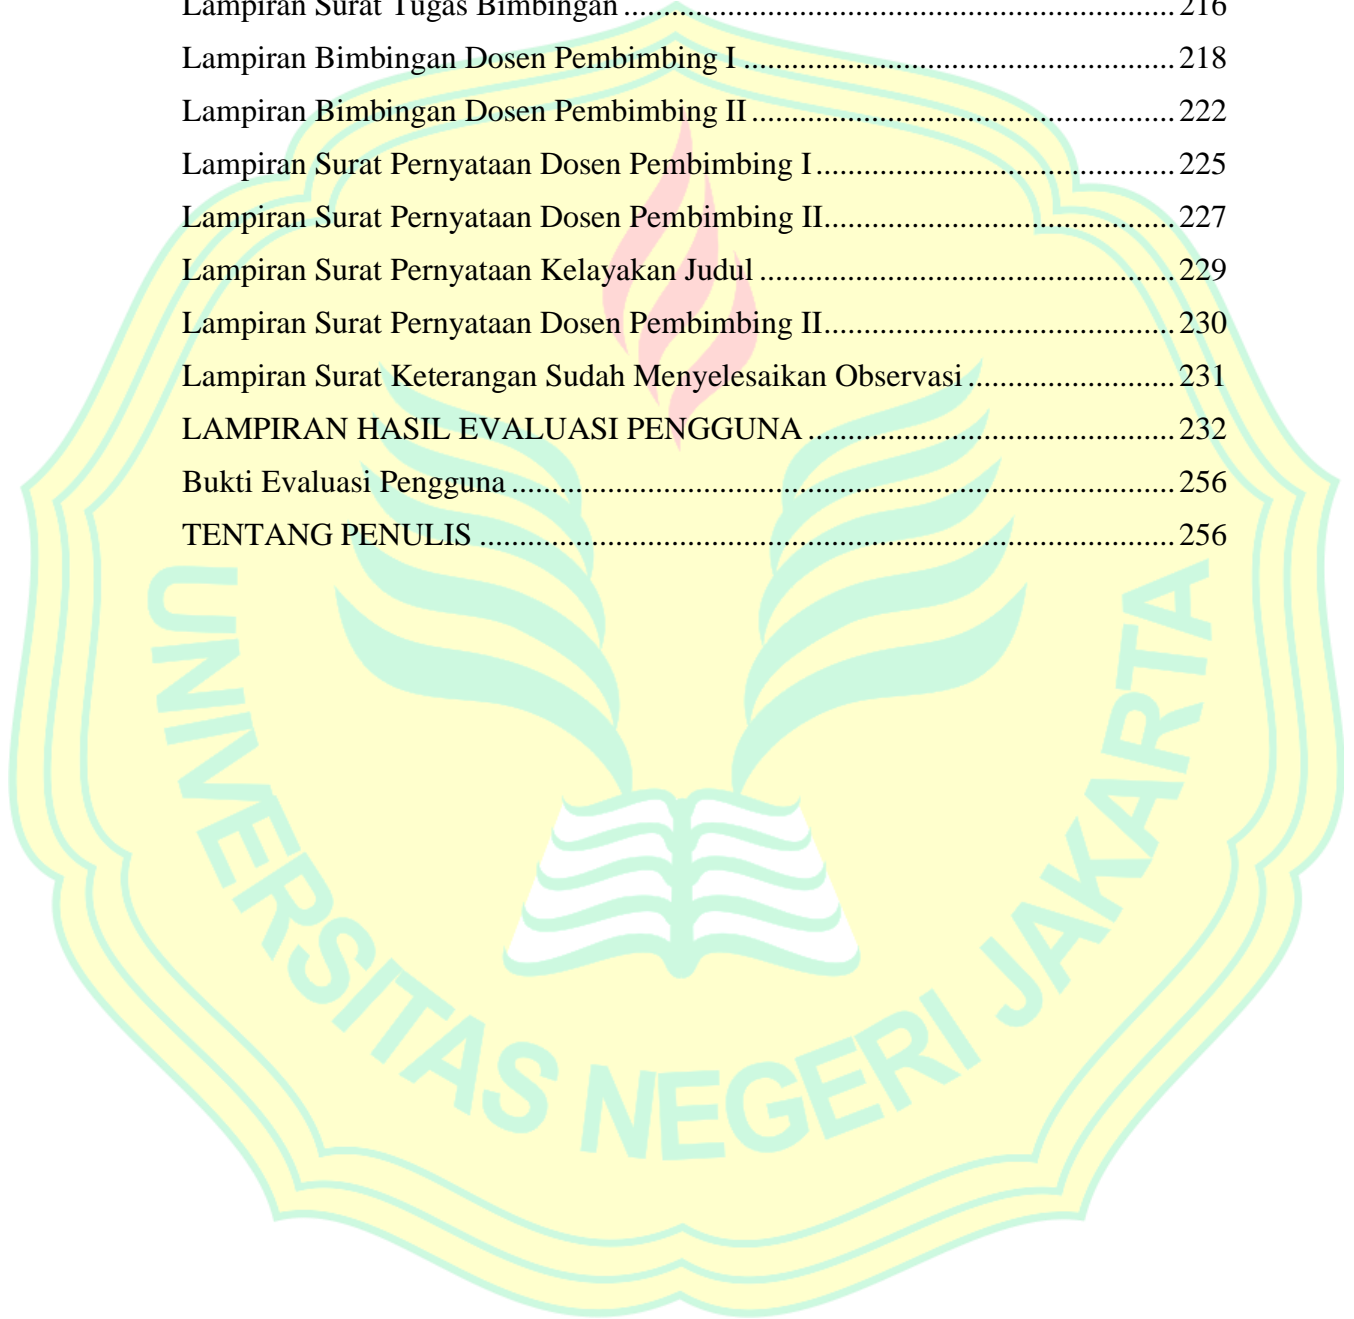 Lampiran Surat Tugas Bimbingan ........................................................................ 216
Lampiran Bimbingan Dosen Pembimbing I ........................................................ 218
Lampiran Bimbingan Dosen Pembimbing II ....................................................... 222
Lampiran Surat Pernyataan Dosen Pembimbing I ............................................... 225
Lampiran Surat Pernyataan Dosen Pembimbing II.............................................. 227
Lampiran Surat Pernyataan Kelayakan Judul ...................................................... 229
Lampiran Surat Pernyataan Dosen Pembimbing II.............................................. 230
Lampiran Surat Keterangan Sudah Menyelesaikan Observasi ........................... 231
LAMPIRAN HASIL EVALUASI PENGGUNA ................................................ 232
Bukti Evaluasi Pengguna ...................................................................................... 256
TENTANG PENULIS .......................................................................................... 256
UNIVERSITAS NEGERI JAKARTA